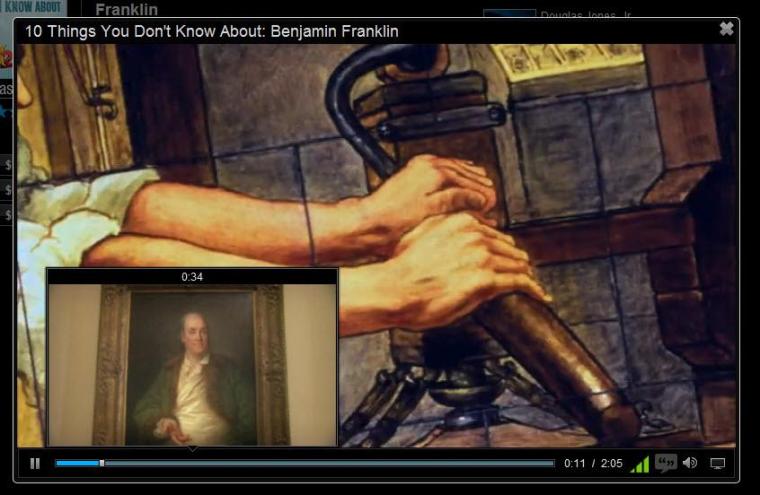 KNOW ABOUT
Franklin
Douglas Jones, Jr.
10 Things You Don't Know About: Benjamin Franklin
as
$
$
$
0:34
0:11 / 2:05